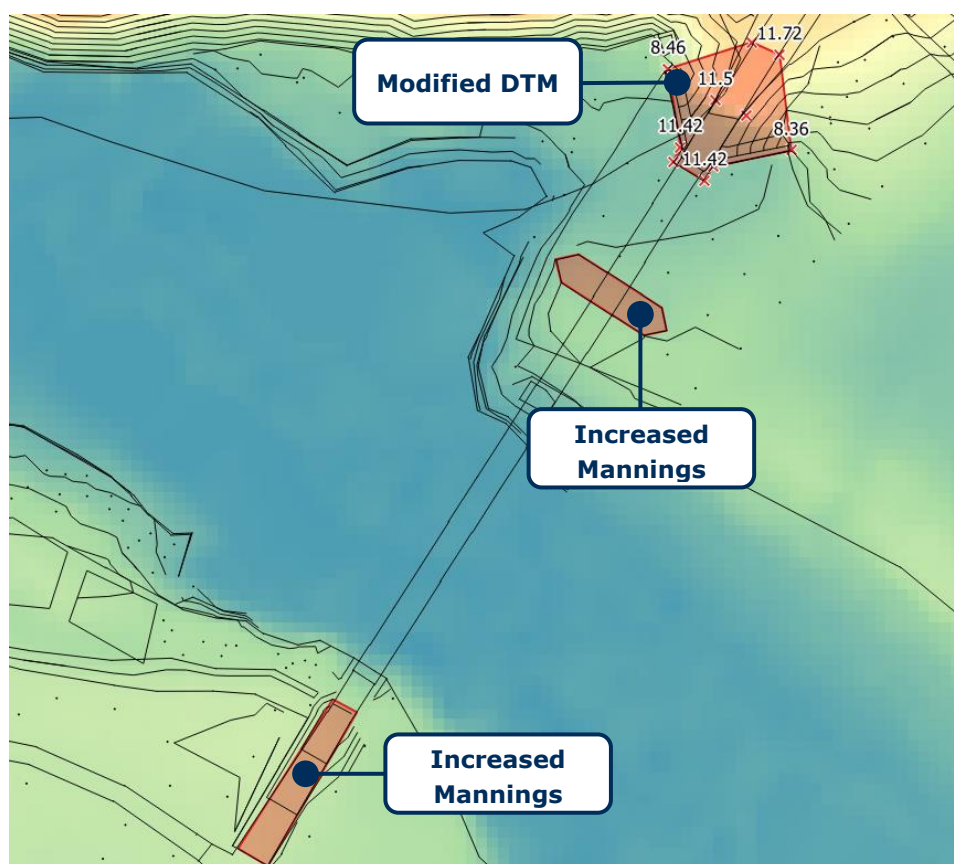 11.72
8.46
Modified DTM
11.5
11.42
8.36
11.42
Increased
Mannings
Increased
Mannings